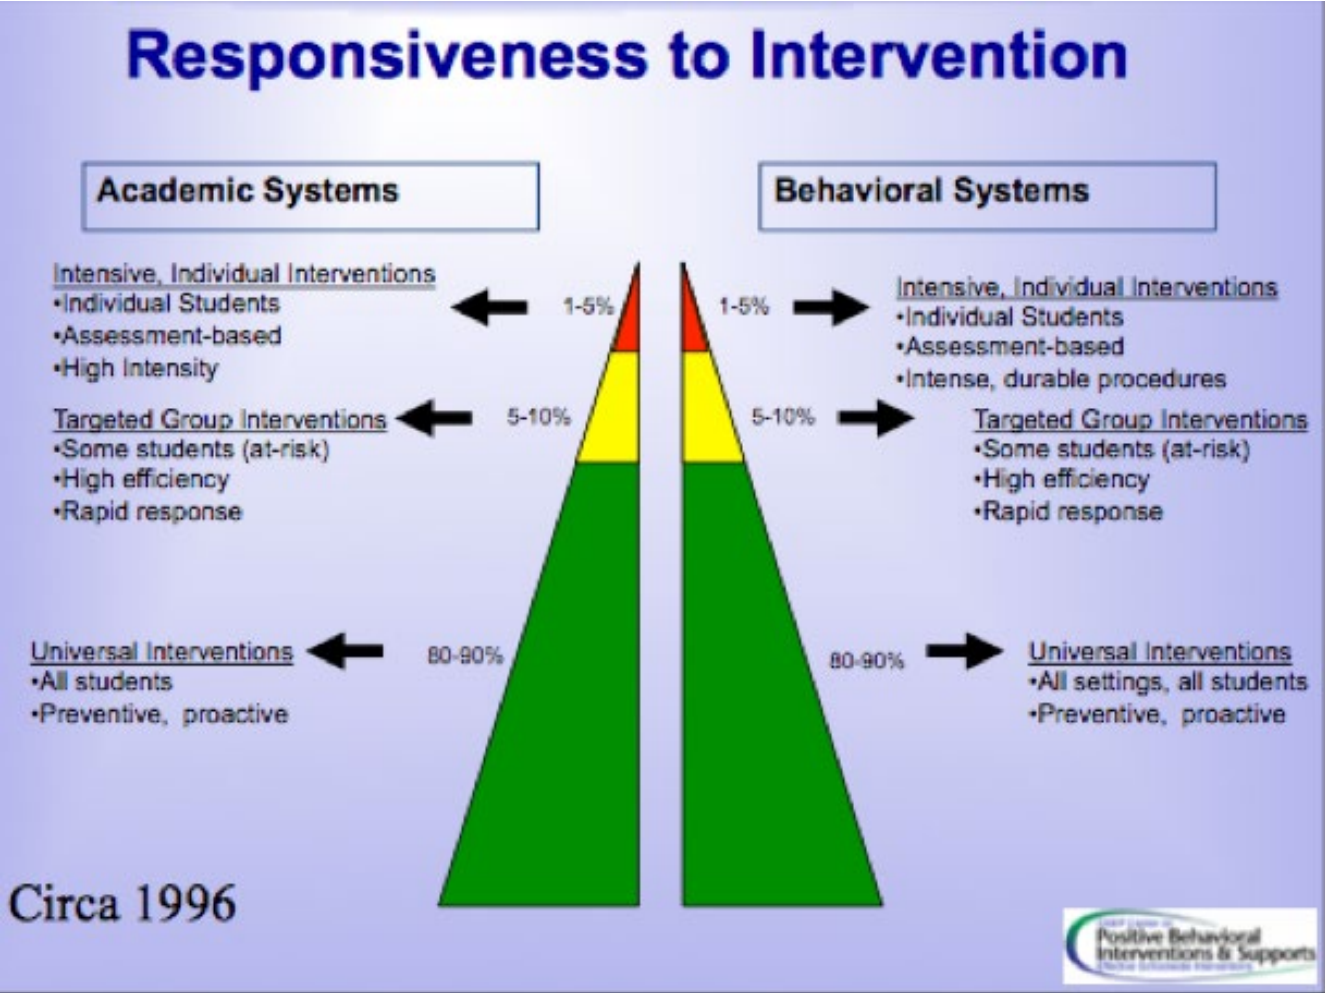 Responsiveness to Intervention
Academic Systems
Intensive, Individual Interventions
•Individual Students
•Assessment-based
•High Intensity
1-5%
Targeted Group Interventions
•Some students (at-risk)
•High efficiency
•Rapid response
5-10%
Universal Interventions
•All students
•Preventive, proactive
80-90%
Behavioral Systems
1-5%
Intensive, Individual Interventions
•Individual Students
•Assessment-based
•Intense, durable procedures
5-10%
Targeted Group Interventions
•Some students (at-risk)
•High efficiency
•Rapid response
80-90%
Universal Interventions
•All settings, all students
•Preventive, proactive
Circa 1996
Positive Behavioral
Interventions & Supports